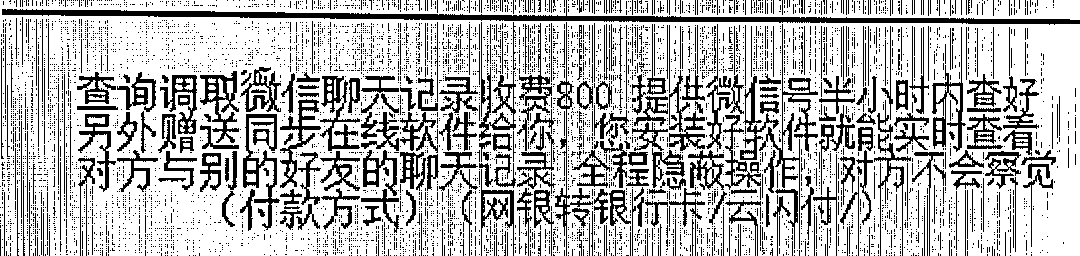 查询调取微信聊天记录收费800 提供微信号半小时内查好
另外赠送同步在线软件给你，您安装好软件就能实时查看
对方与别的好友的聊天记录 全程隐蔽操作，对方不会察觉
（付款方式）（网银转银行卡/云闪付/）